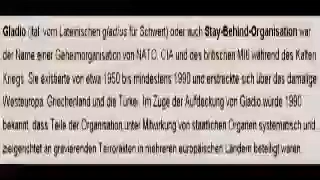 Gladio (ital. vom Lateinischen gladius für Schwert) oder auch Stay-Behind-Organisation war
der Name einer Geheimorganisation von NATO, CIA und des britischen MI6 während des Kalten
Kriegs. Sie existierte von etwa 1950 bis mindestens 1990 und erstreckte sich über das damalige
Westeuropa, Griechenland und die Türkei. Im Zuge der Aufdeckung von Gladio wurde 1990
bekannt, dass Teile der Organisation unter Mitwirkung von staatlichen Organen systematisch und
zielgerichtet an gravierenden Terrorakten in mehreren europäischen Ländern beteiligt waren.